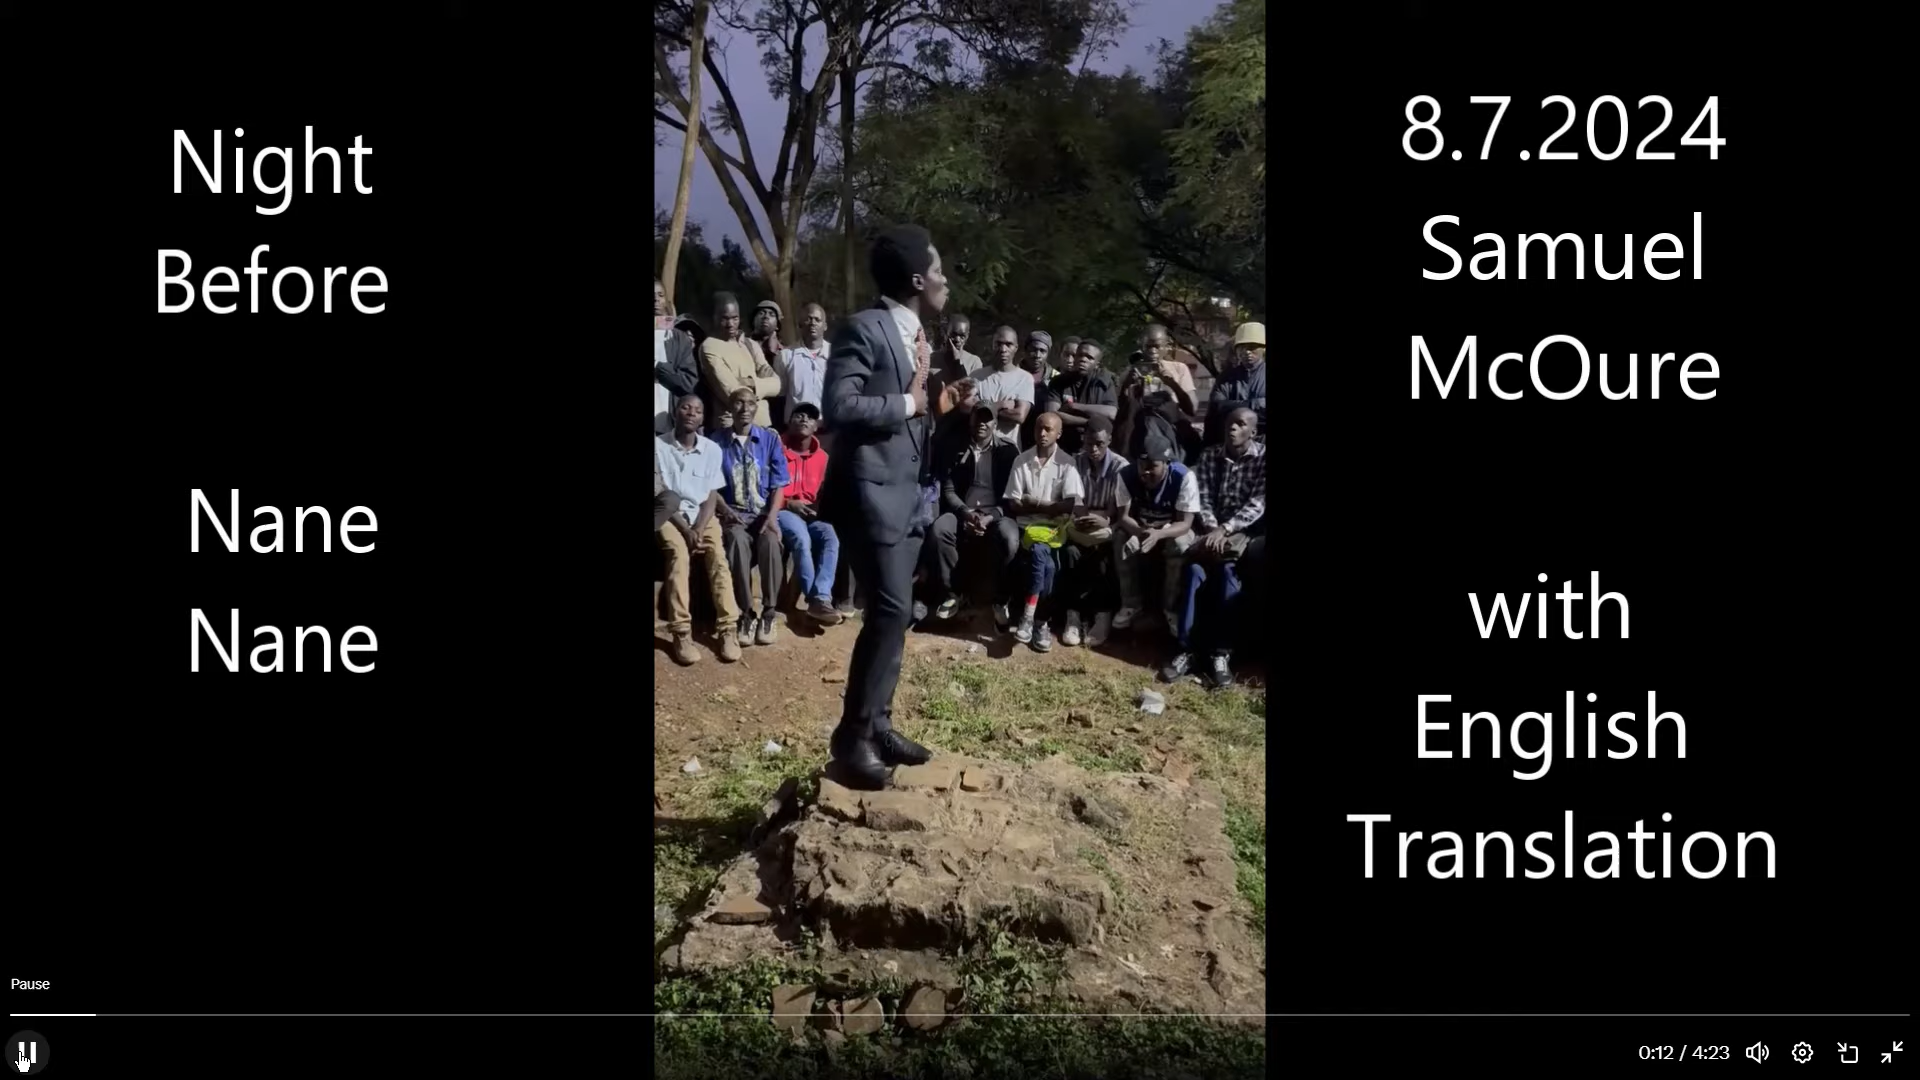 Night
Before
Nane
Nane
8.7.2024
Samuel
McOure
with
English
Translation
Pause
0:12 / 4:23